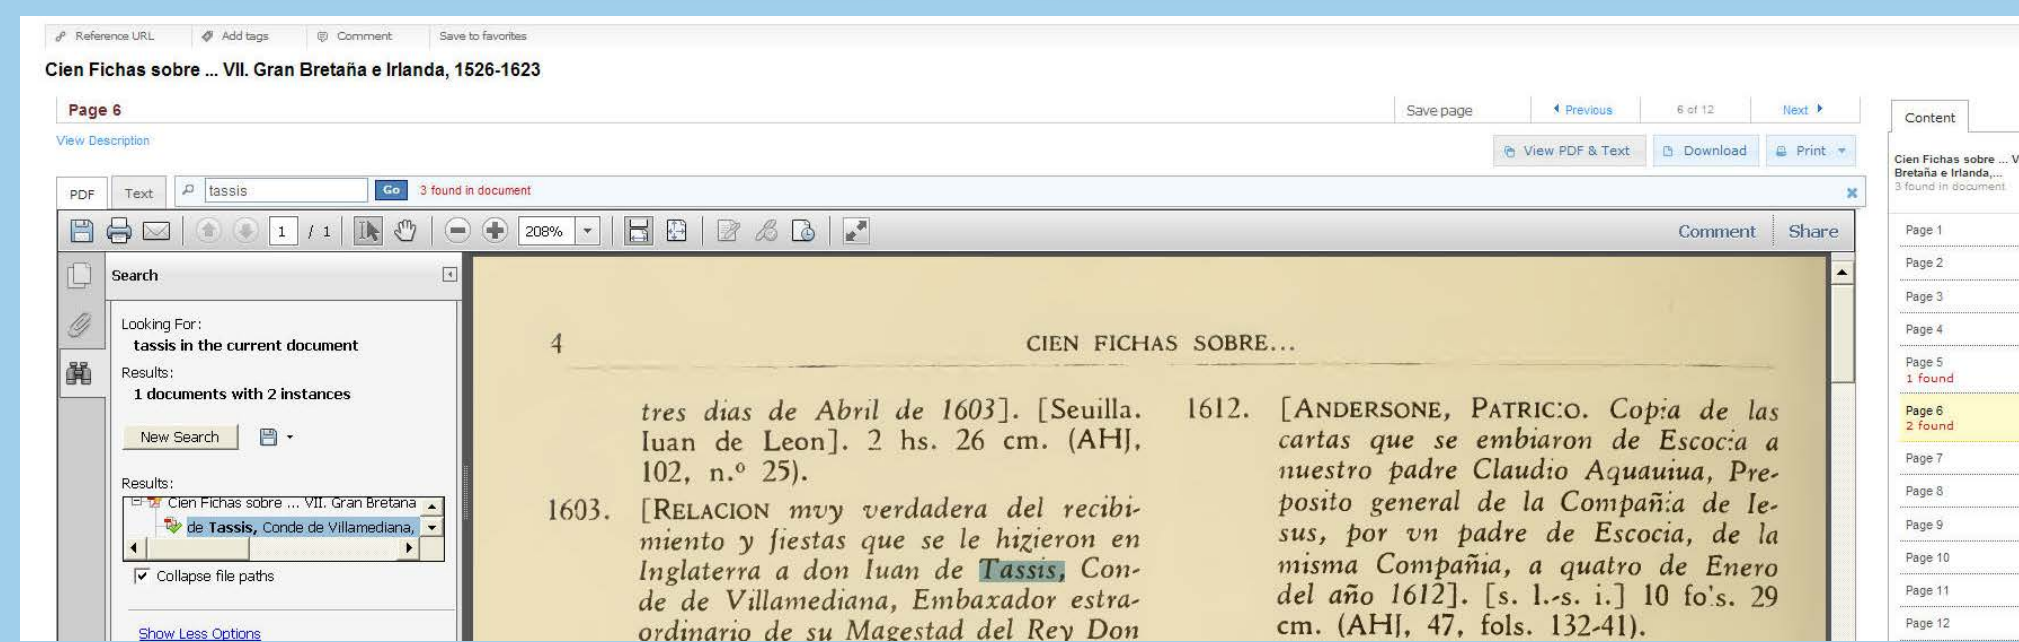 Reference URL
Add tags
Comment
Save to favorites
Cien Fichas sobre ... VII. Gran Bretaña e Irlanda, 1526-1623
Page 6
Save page
Previous
6 of 12
Next
View Description
View PDF & Text
Download
Print
PDF
Text
tassis
Go
3 found in document
1 / 1
208%
Comment
Share
Search
Looking For:
tassis in the current document
Results:
1 documents with 2 instances
New Search
Results:
Cien Fichas sobre ... VII. Gran Bretana
de Tassis, Conde de Villamediana,
Collapse file paths
Show Less Options
4
CIEN FICHAS SOBRE...
tres dias de Abril de 1603]. [Seuilla.
Iuan de Leon]. 2 hs. 26 cm. (AHJ,
102, n.º 25).
1603. [RELACION mvy verdadera del recibi-
miento y fiestas que se le hizieron en
Inglaterra a don Iuan de Tassis, Con-
de de Villamediana, Embaxador estra-
ordinario de su Magestad del Rey Don
1612. [ANDERSONE, PATRIC:O. Cop:a de las
cartas que se embiaron de Escoc:a a
nuestro padre Claudio Aquauiua, Pre-
posito general de la Compañ:a de Ie-
sus, por vn padre de Escocia, de la
misma Compañia, a quatro de Enero
del año 1612]. [s. l.-s. i.] 10 fo's. 29
cm. (AHJ, 47, fols. 132-41).
Content
Cien Fichas sobre ... V
Bretaña e Irlanda,...
3 found in document
Page 1
Page 2
Page 3
Page 4
Page 5
1 found
Page 6
2 found
Page 7
Page 8
Page 9
Page 10
Page 11
Page 12